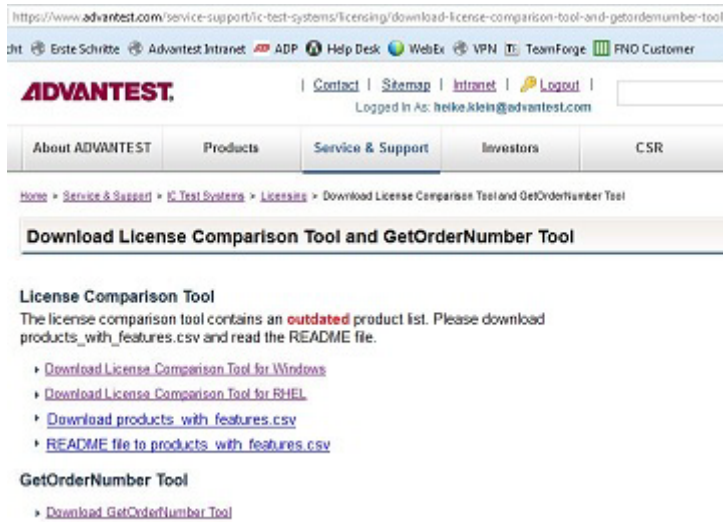 https://www.advantest.com/service-support/ic-test-systems/licensing/download-license-comparison-tool-and-getordernumber-tool
cht Erste Schritte Advantest Intranet ADP Help Desk WebEx VPN TeamForge FNO Customer
ADVANTEST.
| Contact | Sitemap | Intranet | Logout |
Logged In As: heike.klein@advantest.com
About ADVANTEST Products Service & Support Investors CSR
Home > Service & Support > IC Test Systems > Licensing > Download License Comparison Tool and GetOrderNumber Tool
Download License Comparison Tool and GetOrderNumber Tool
License Comparison Tool
The license comparison tool contains an outdated product list. Please download
products_with_features.csv and read the README file.
Download License Comparison Tool for Windows
Download License Comparison Tool for RHEL
Download products_with_features.csv
README file to products_with_features.csv
GetOrderNumber Tool
Download GetOrderNumber Tool